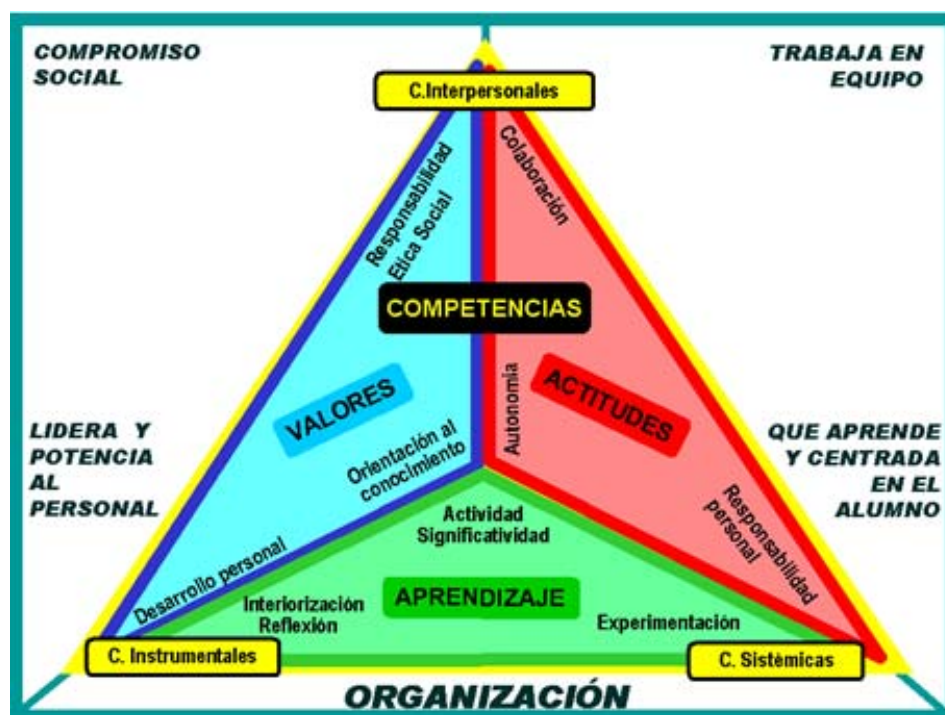 COMPROMISO
SOCIAL
TRABAJA EN
EQUIPO
C.Interpersonales
Responsabilidad
Etica Social
Colaboración
COMPETENCIAS
VALORES
ACTITUDES
Autonomía
Orientación al
conocimiento
LIDERA Y
POTENCIA
AL
PERSONAL
QUE APRENDE
Y CENTRADA
EN EL
ALUMNO
Desarrollo personal
Responsabilidad
personal
Actividad
Significatividad
APRENDIZAJE
Interiorización
Reflexión
Experimentación
C. Instrumentales
C. Sistèmicas
ORGANIZACIÓN